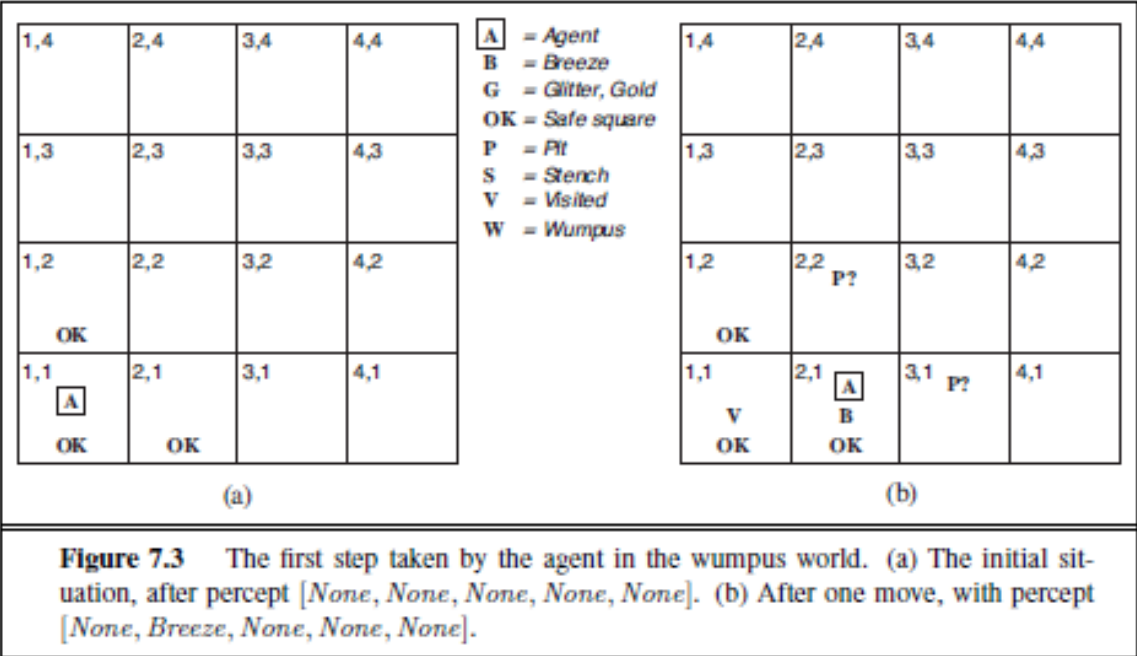 1,4 2,4 3,4 4,4
1,3 2,3 3,3 4,3
1,2 2,2 3,2 4,2
OK
1,1 2,1 3,1 4,1
A
OK OK
(a)
A = Agent
B = Breeze
G = Glitter, Gold
OK = Safe square
P = Pit
S = Stench
V = Visited
W = Wumpus
1,4 2,4 3,4 4,4
1,3 2,3 3,3 4,3
1,2 2,2 3,2 4,2
P?
OK
1,1 2,1 3,1 4,1
A P?
V B
OK OK
(b)
Figure 7.3 The first step taken by the agent in the wumpus world. (a) The initial sit-
uation, after percept [None, None, None, None, None]. (b) After one move, with percept
[None, Breeze, None, None, None].